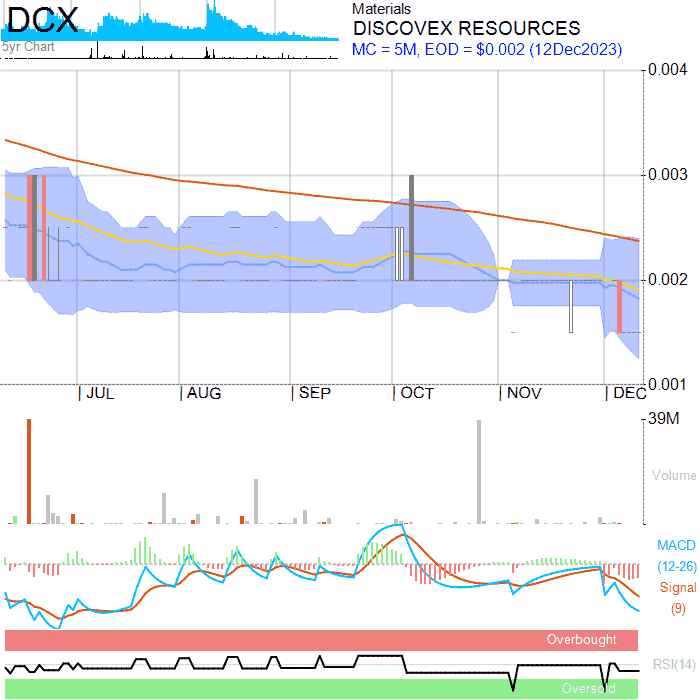 DCX
5yr Chart
Materials
DISCOVEX RESOURCES
MC = 5M, EOD = $0.002 (12Dec2023)
0.004
0.003
0.002
0.001
JUL
AUG
SEP
OCT
NOV
DEC
39M
Volume
MACD
(12-26)
Signal
(9)
Overbought
RSI(14)
Oversold